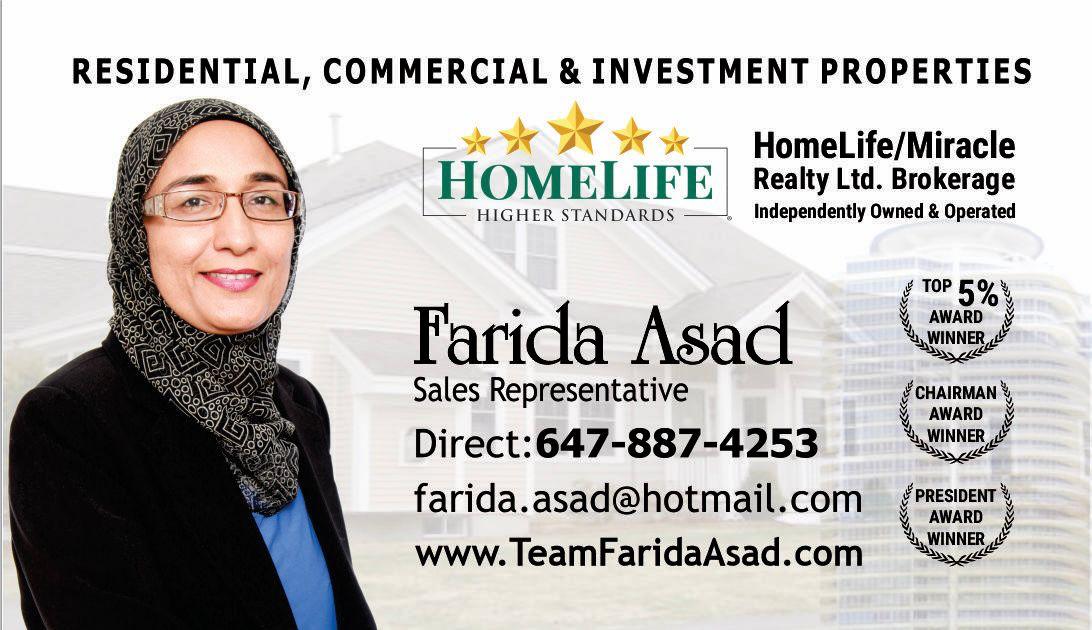 RESIDENTIAL, COMMERCIAL & INVESTMENT PROPERTIES
HOMELIFE
HIGHER STANDARDS
®
HomeLife/Miracle
Realty Ltd. Brokerage
Independently Owned & Operated
Farida Asad
Sales Representative
Direct:647-887-4253
farida.asad@hotmail.com
www.TeamFaridaAsad.com
TOP 5%
AWARD
WINNER
CHAIRMAN
AWARD
WINNER
PRESIDENT
AWARD
WINNER